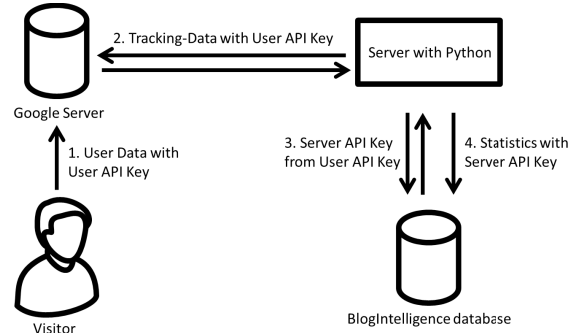 2. Tracking-Data with User API Key
Server with Python
Google Server
1. User Data with
User API Key
3. Server API Key
from User API Key
4. Statistics with
Server API Key
Visitor
BlogIntelligence database